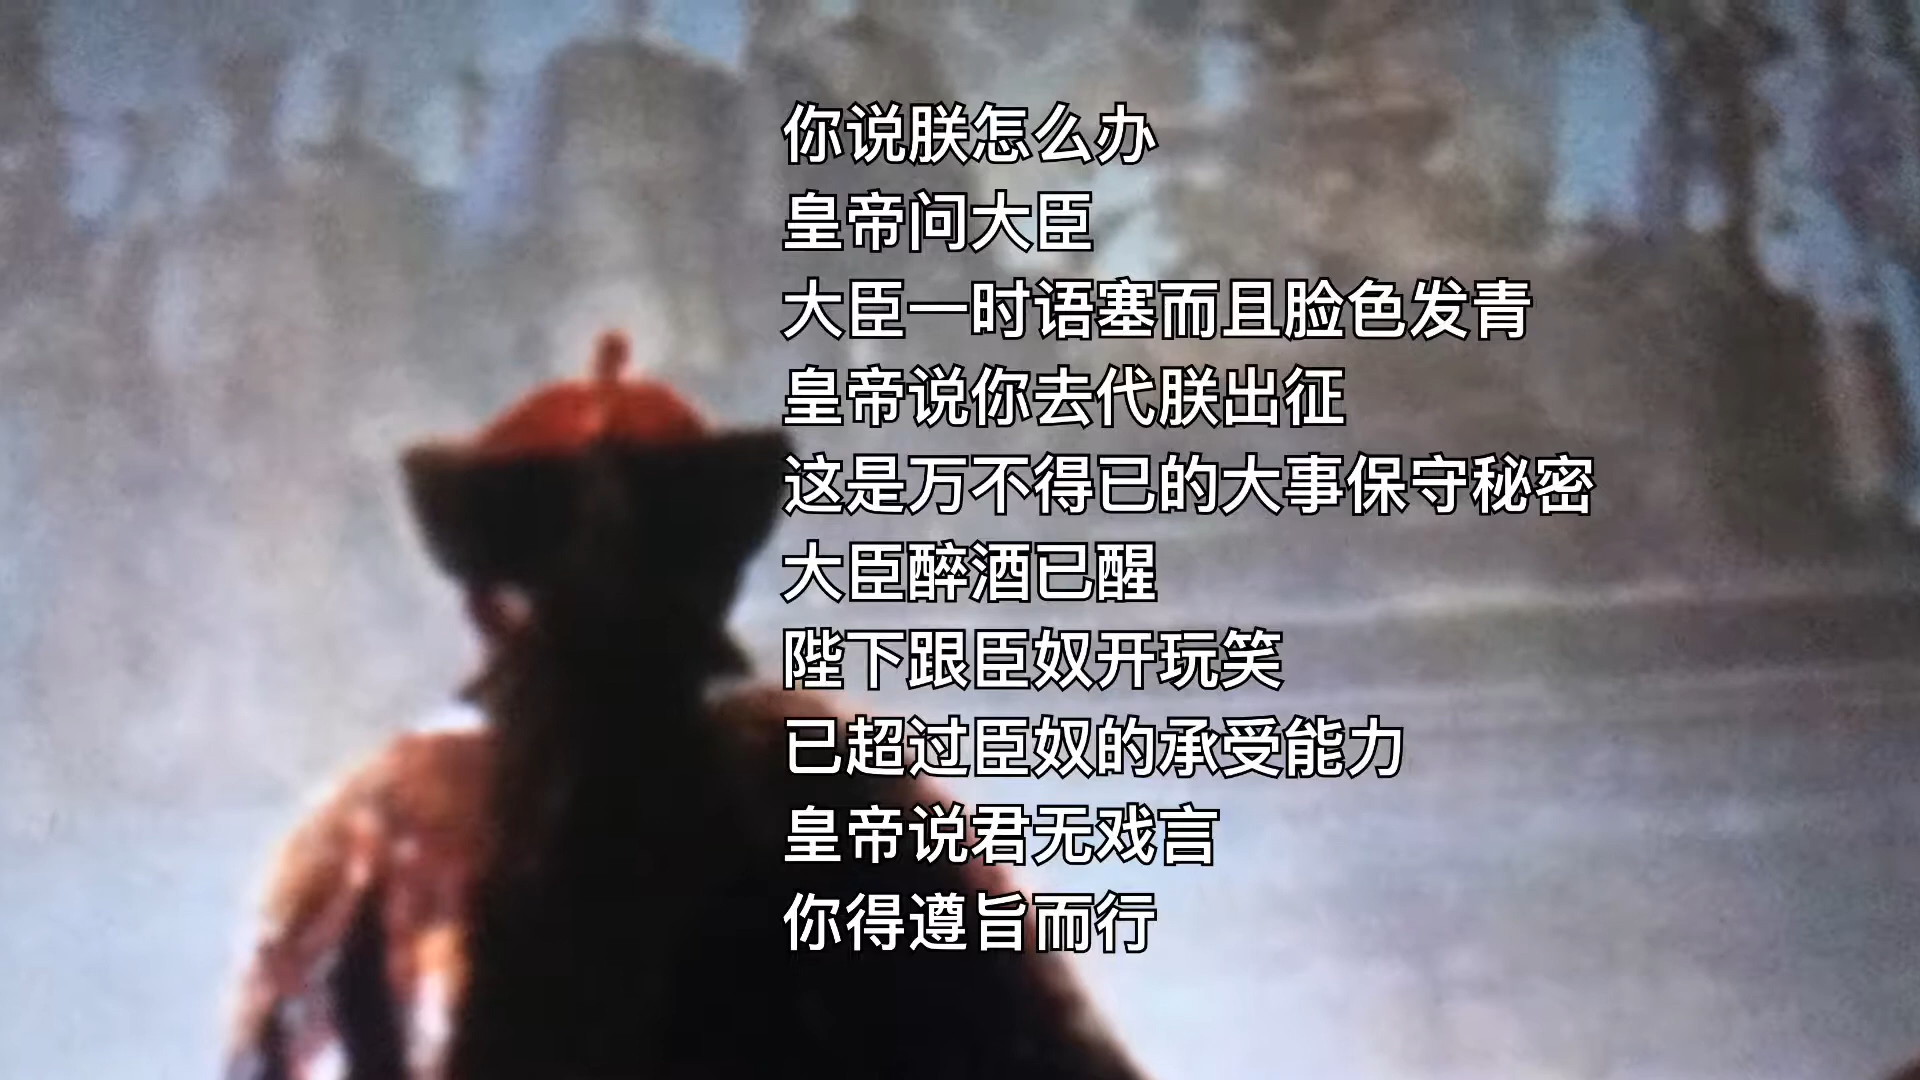 你说朕怎么办
皇帝问大臣
大臣一时语塞而且脸色发青
皇帝说你去代朕出征
这是万不得已的大事保守秘密
大臣醉酒已醒
陛下跟臣奴开玩笑
已超过臣奴的承受能力
皇帝说君无戏言
你得遵旨而行